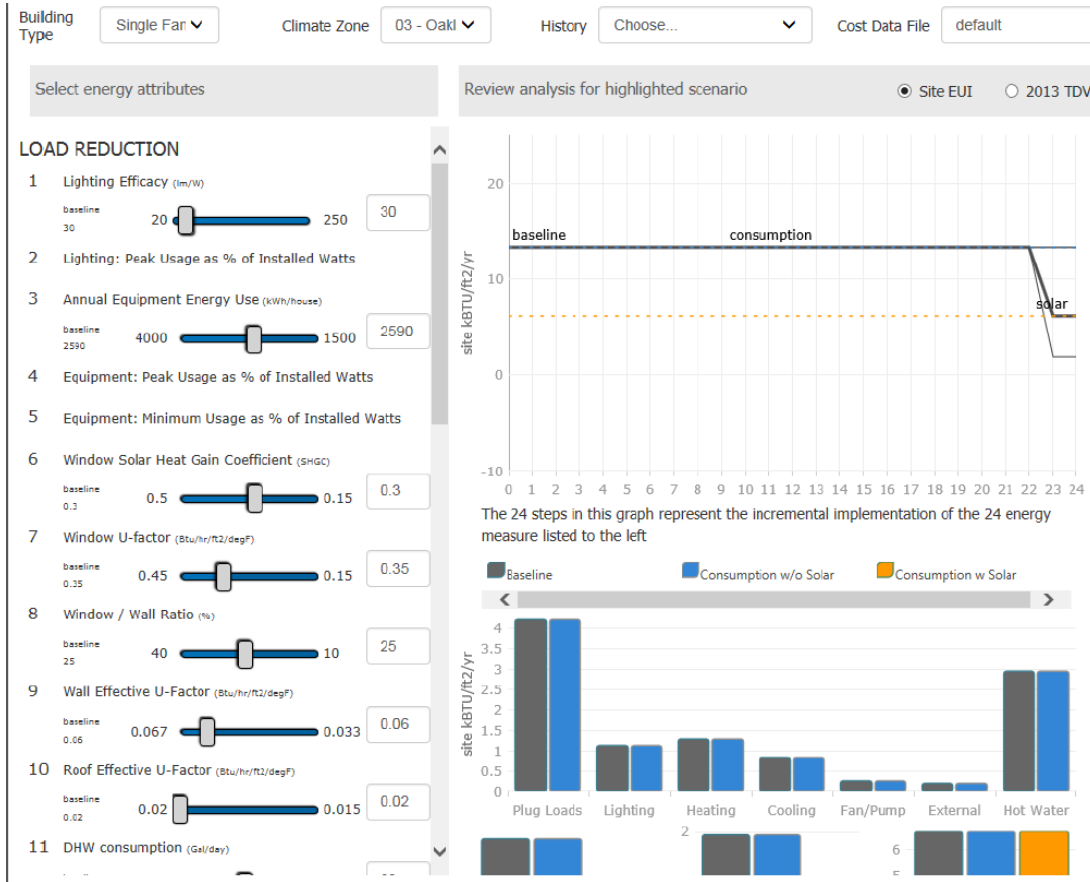 Building Type
Single Fan
Climate Zone
03 - Oakl
History
Choose...
Cost Data File
default
Select energy attributes
Review analysis for highlighted scenario
Site EUI
2013 TDV
LOAD REDUCTION
1 Lighting Efficacy (lm/W)
baseline
30
20
250
30
2 Lighting: Peak Usage as % of Installed Watts
3 Annual Equipment Energy Use (kWh/house)
baseline
2590
4000
1500
2590
4 Equipment: Peak Usage as % of Installed Watts
5 Equipment: Minimum Usage as % of Installed Watts
6 Window Solar Heat Gain Coefficient (SHGC)
baseline
0.3
0.5
0.15
0.3
7 Window U-factor (Btu/hr/ft2/degF)
baseline
0.35
0.45
0.15
0.35
8 Window / Wall Ratio (%)
baseline
25
40
10
25
9 Wall Effective U-Factor (Btu/hr/ft2/degF)
baseline
0.06
0.067
0.033
0.06
10 Roof Effective U-Factor (Btu/hr/ft2/degF)
baseline
0.02
0.02
0.015
0.02
11 DHW consumption (Gal/day)
20
10
0
-10
site kBTU/ft2/yr
baseline
consumption
solar
0 1 2 3 4 5 6 7 8 9 10 11 12 13 14 15 16 17 18 19 20 21 22 23 24
The 24 steps in this graph represent the incremental implementation of the 24 energy
measure listed to the left
Baseline
Consumption w/o Solar
Consumption w Solar
4
3.5
3
2.5
2
1.5
1
0.5
0
site kBTU/ft2/yr
Plug Loads Lighting Heating Cooling Fan/Pump External Hot Water
2
6